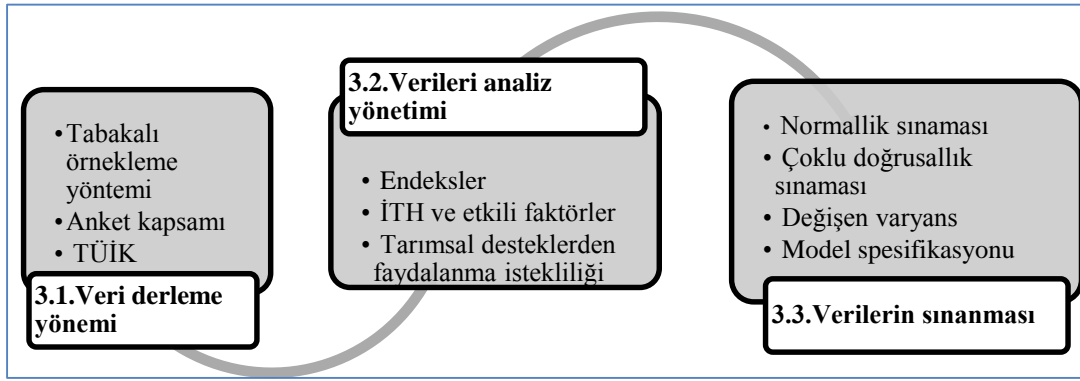 •Tabakalı
örnekleme
yöntemi
•Anket kapsamı
• TÜİK
3.1.Veri derleme
yönemi
3.2.Verileri analiz
yönetimi
• Endeksler
• İTH ve etkili faktörler
• Tarımsal desteklerden
faydalanma istekliliği
• Normallik sınaması
• Çoklu doğrusallık
sınaması
• Değişen varyans
• Model spesifikasyonu
3.3.Verilerin sınanması